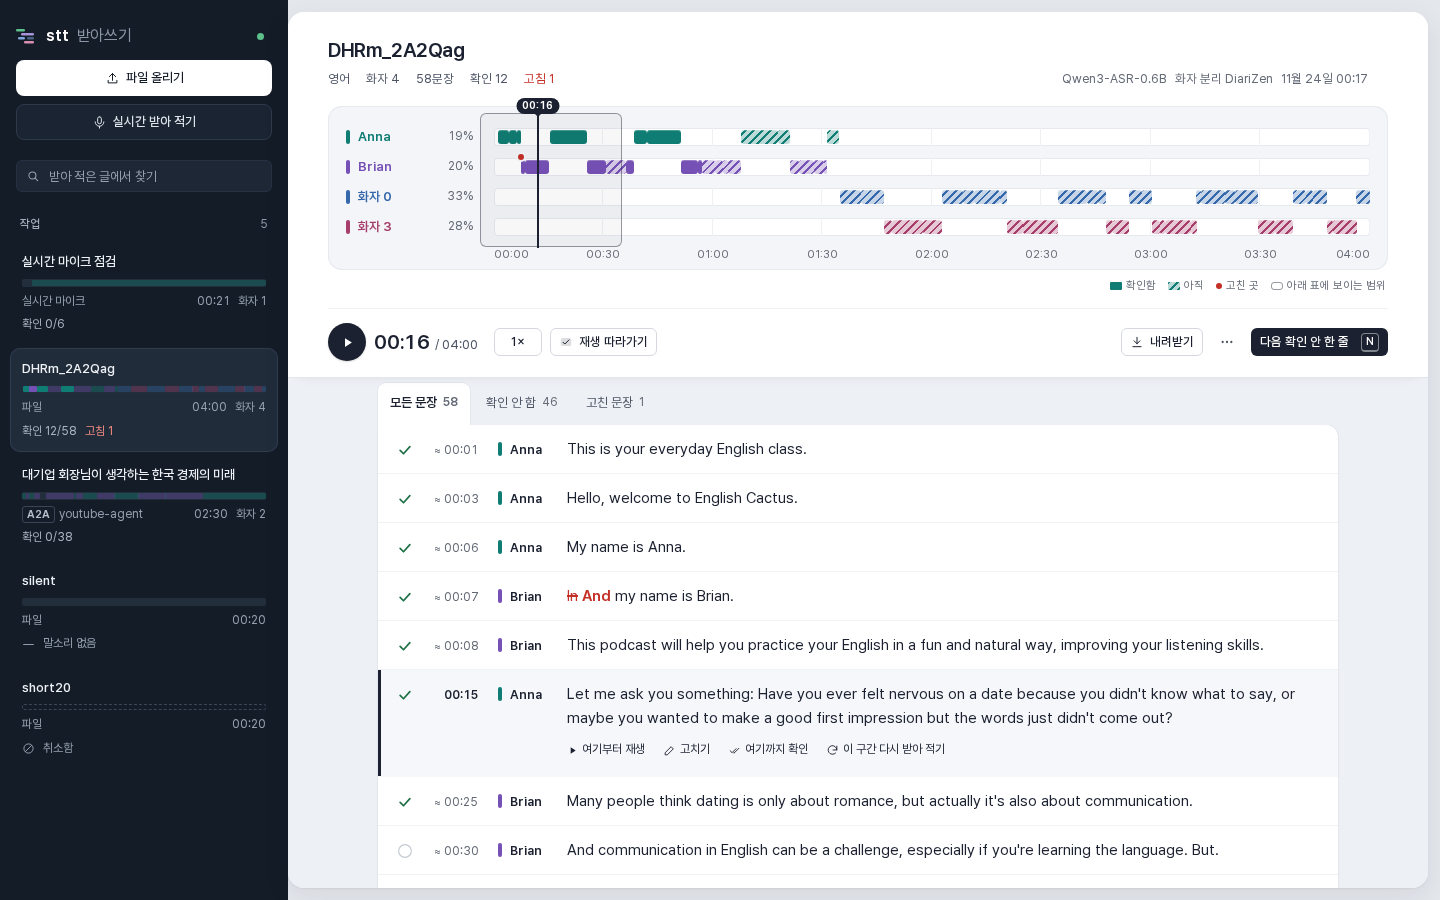 stt 받아쓰기
파일 올리기
실시간 받아 적기
받아 적은 글에서 찾기
작업 5
실시간 마이크 점검
실시간 마이크 00:21 화자 1
확인 0/6
DHRm_2A2Qag
파일 04:00 화자 4
확인 12/58 고침 1
대기업 회장님이 생각하는 한국 경제의 미래
A2A youtube-agent 02:30 화자 2
확인 0/38
silent
파일 00:20
— 말소리 없음
short20
파일 00:20
취소함
DHRm_2A2Qag
영어 화자 4 58문장 확인 12 고침 1
Qwen3-ASR-0.6B 화자 분리 DiariZen 11월 24일 00:17
00:16
Anna 19%
Brian 20%
화자 0 33%
화자 3 28%
00:00 00:30 01:00 01:30 02:00 02:30 03:00 03:30 04:00
확인함 아직 고친 곳 아래 표에 보이는 범위
00:16 / 04:00 1× 재생 따라가기
내려받기 ··· 다음 확인 안 한 줄 N
모든 문장 58 확인 안 함 46 고친 문장 1
≈ 00:01 Anna This is your everyday English class.
≈ 00:03 Anna Hello, welcome to English Cactus.
≈ 00:06 Anna My name is Anna.
≈ 00:07 Brian In And my name is Brian.
≈ 00:08 Brian This podcast will help you practice your English in a fun and natural way, improving your listening skills.
00:15 Anna Let me ask you something: Have you ever felt nervous on a date because you didn't know what to say, or
maybe you wanted to make a good first impression but the words just didn't come out?
여기부터 재생 고치기 여기까지 확인 이 구간 다시 받아 적기
≈ 00:25 Brian Many people think dating is only about romance, but actually it's also about communication.
≈ 00:30 Brian And communication in English can be a challenge, especially if you're learning the language. But.